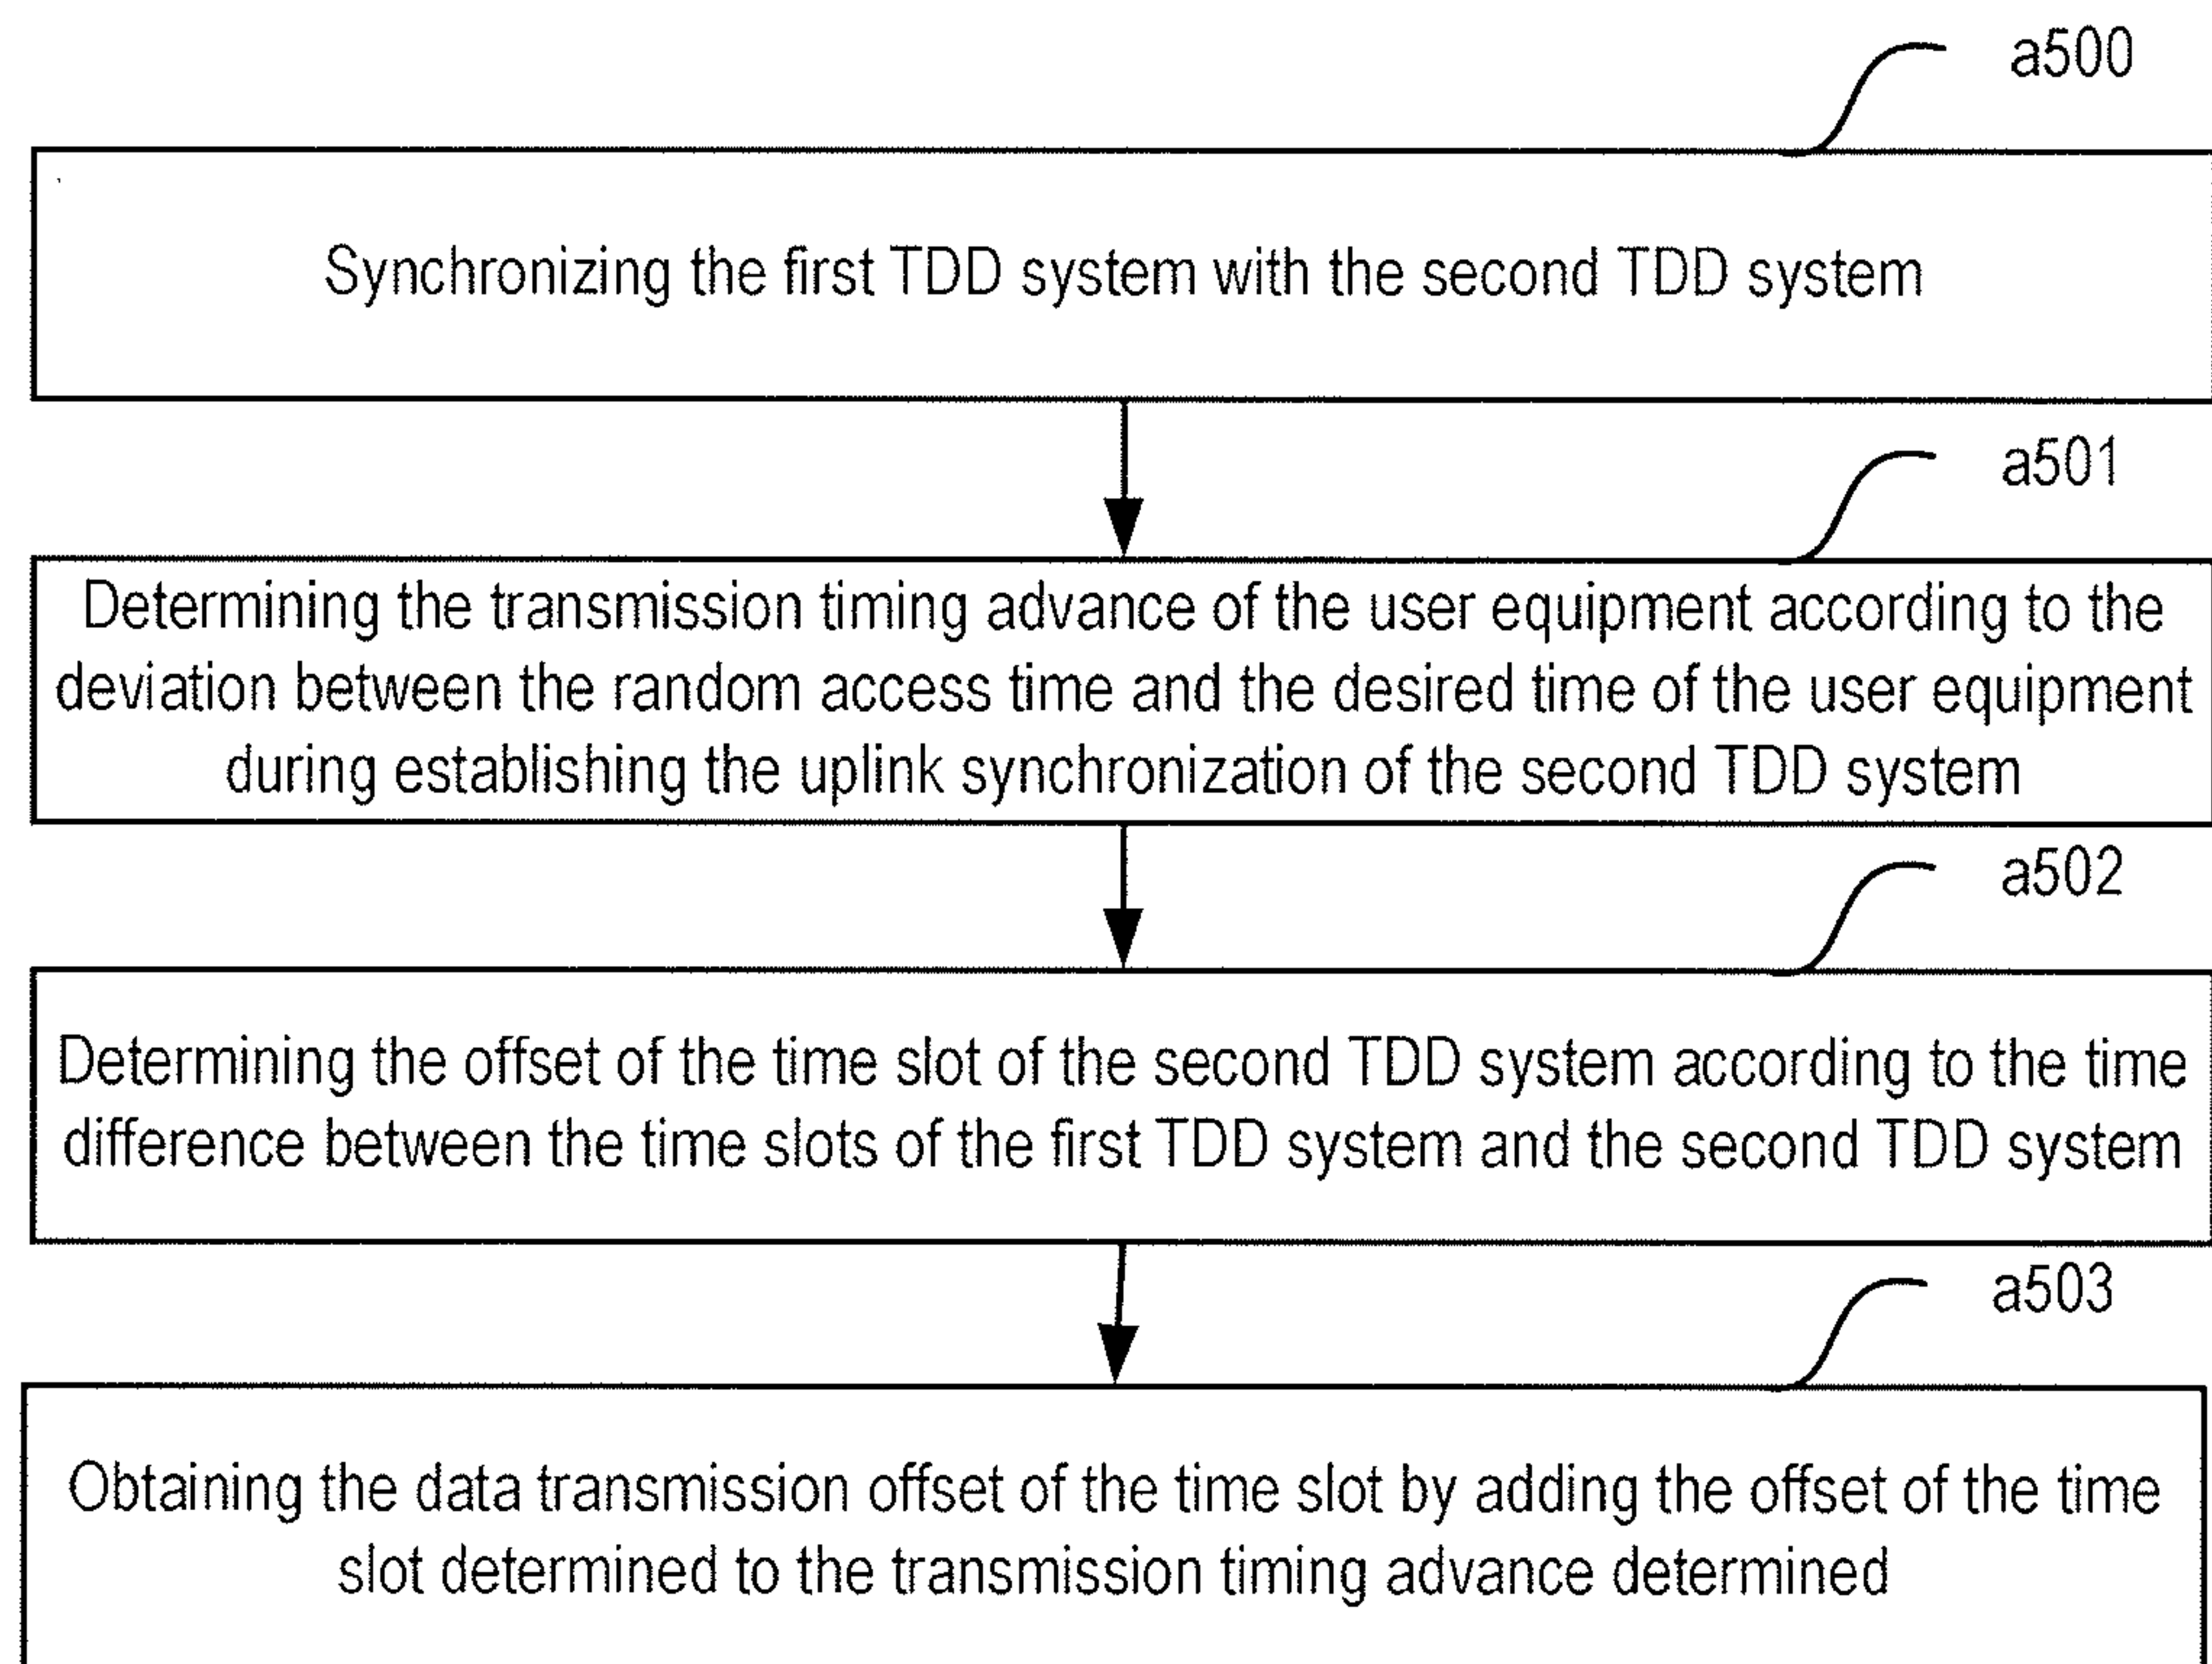 a500
Synchronizing the first TDD system with the second TDD system
a501
Determining the transmission timing advance of the user equipment according to the
deviation between the random access time and the desired time of the user equipment
during establishing the uplink synchronization of the second TDD system
a502
Determining the offset of the time slot of the second TDD system according to the time
difference between the time slots of the first TDD system and the second TDD system
a503
Obtaining the data transmission offset of the time slot by adding the offset of the time
slot determined to the transmission timing advance determined